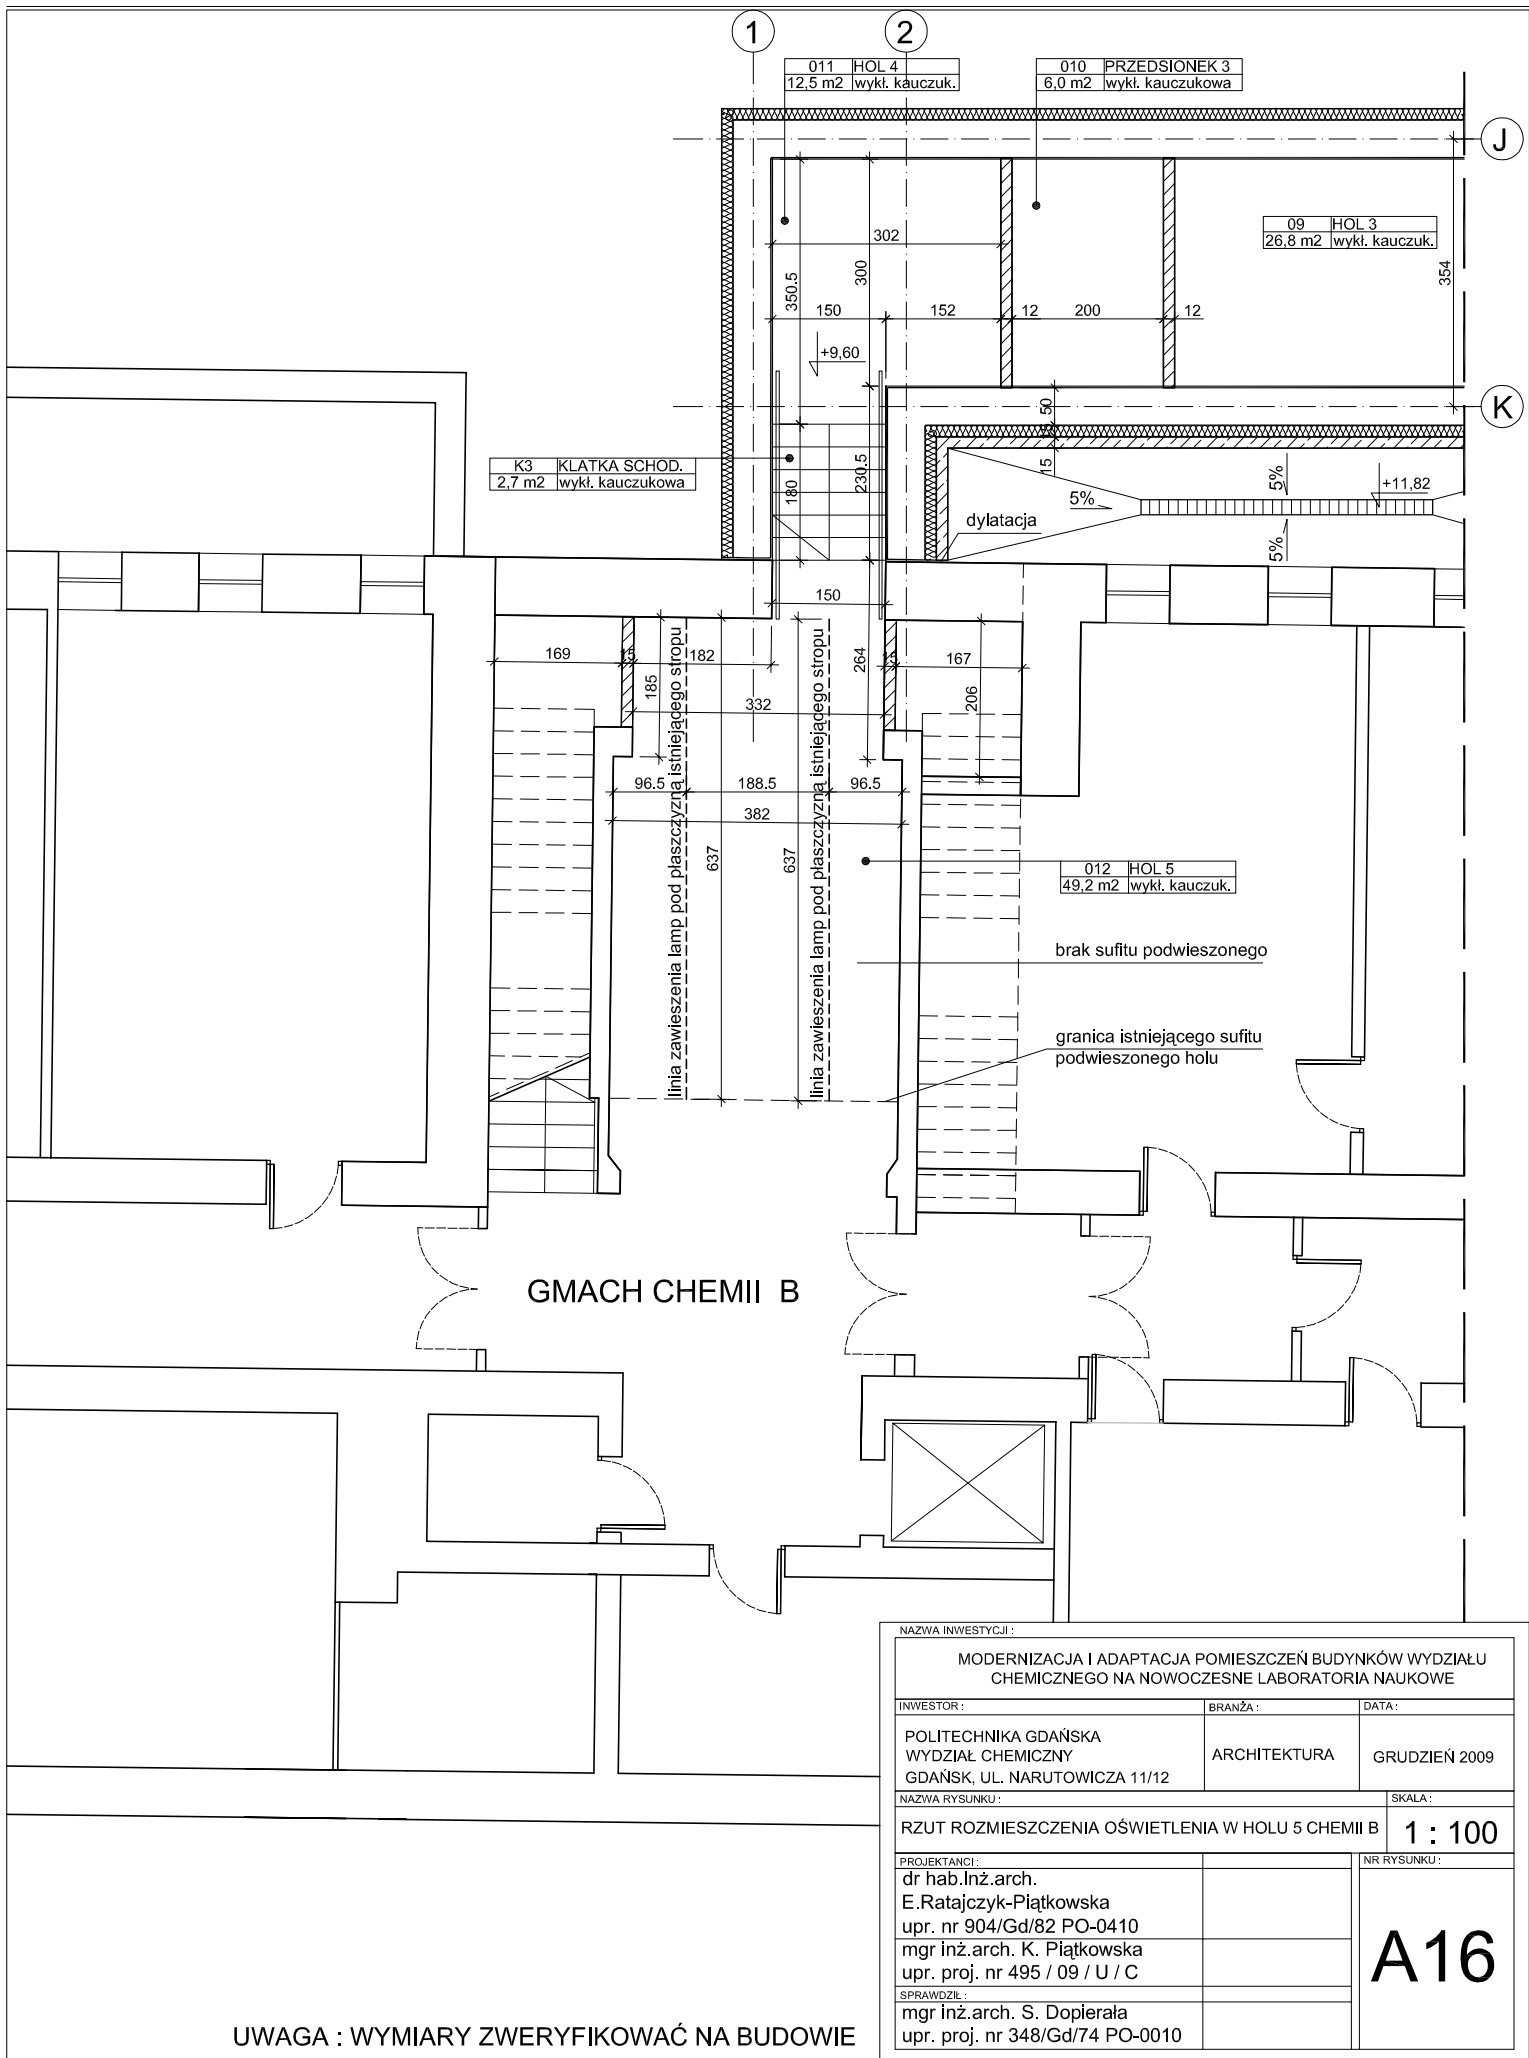 1
2
011 HOL 4
12,5 m2 wykł. kauczuk.
010 PRZEDSIONEK 3
6,0 m2 wykł. kauczukowa
J
09 HOL 3
26,8 m2 wykł. kauczuk.
302
350.5
300
354
150
152
12
200
12
+9,60
K
50
15
15
K3 KLATKA SCHOD.
2,7 m2 wykł. kauczukowa
180
230.5
5%
5%
5%
+11,82
dylatacja
150
169
15
182
185
264
15
167
206
332
96.5
188.5
96.5
382
637
637
linia zawieszenia lamp pod płaszczyzną istniejącego stropu
linia zawieszenia lamp pod płaszczyzną istniejącego stropu
012 HOL 5
49,2 m2 wykł. kauczuk.
brak sufitu podwieszonego
granica istniejącego sufitu
podwieszonego holu
GMACH CHEMII B
NAZWA INWESTYCJI :
MODERNIZACJA I ADAPTACJA POMIESZCZEŃ BUDYNKÓW WYDZIAŁU
CHEMICZNEGO NA NOWOCZESNE LABORATORIA NAUKOWE
INWESTOR :
BRANŻA :
DATA :
POLITECHNIKA GDAŃSKA
WYDZIAŁ CHEMICZNY
GDAŃSK, UL. NARUTOWICZA 11/12
ARCHITEKTURA
GRUDZIEŃ 2009
NAZWA RYSUNKU :
SKALA :
RZUT ROZMIESZCZENIA OŚWIETLENIA W HOLU 5 CHEMII B
1 : 100
PROJEKTANCI :
NR RYSUNKU :
dr hab.inż.arch.
E.Ratajczyk-Piątkowska
upr. nr 904/Gd/82 PO-0410
mgr inż.arch. K. Piątkowska
upr. proj. nr 495 / 09 / U / C
A16
SPRAWDZIŁ :
mgr inż.arch. S. Dopierała
upr. proj. nr 348/Gd/74 PO-0010
UWAGA : WYMIARY ZWERYFIKOWAĆ NA BUDOWIE